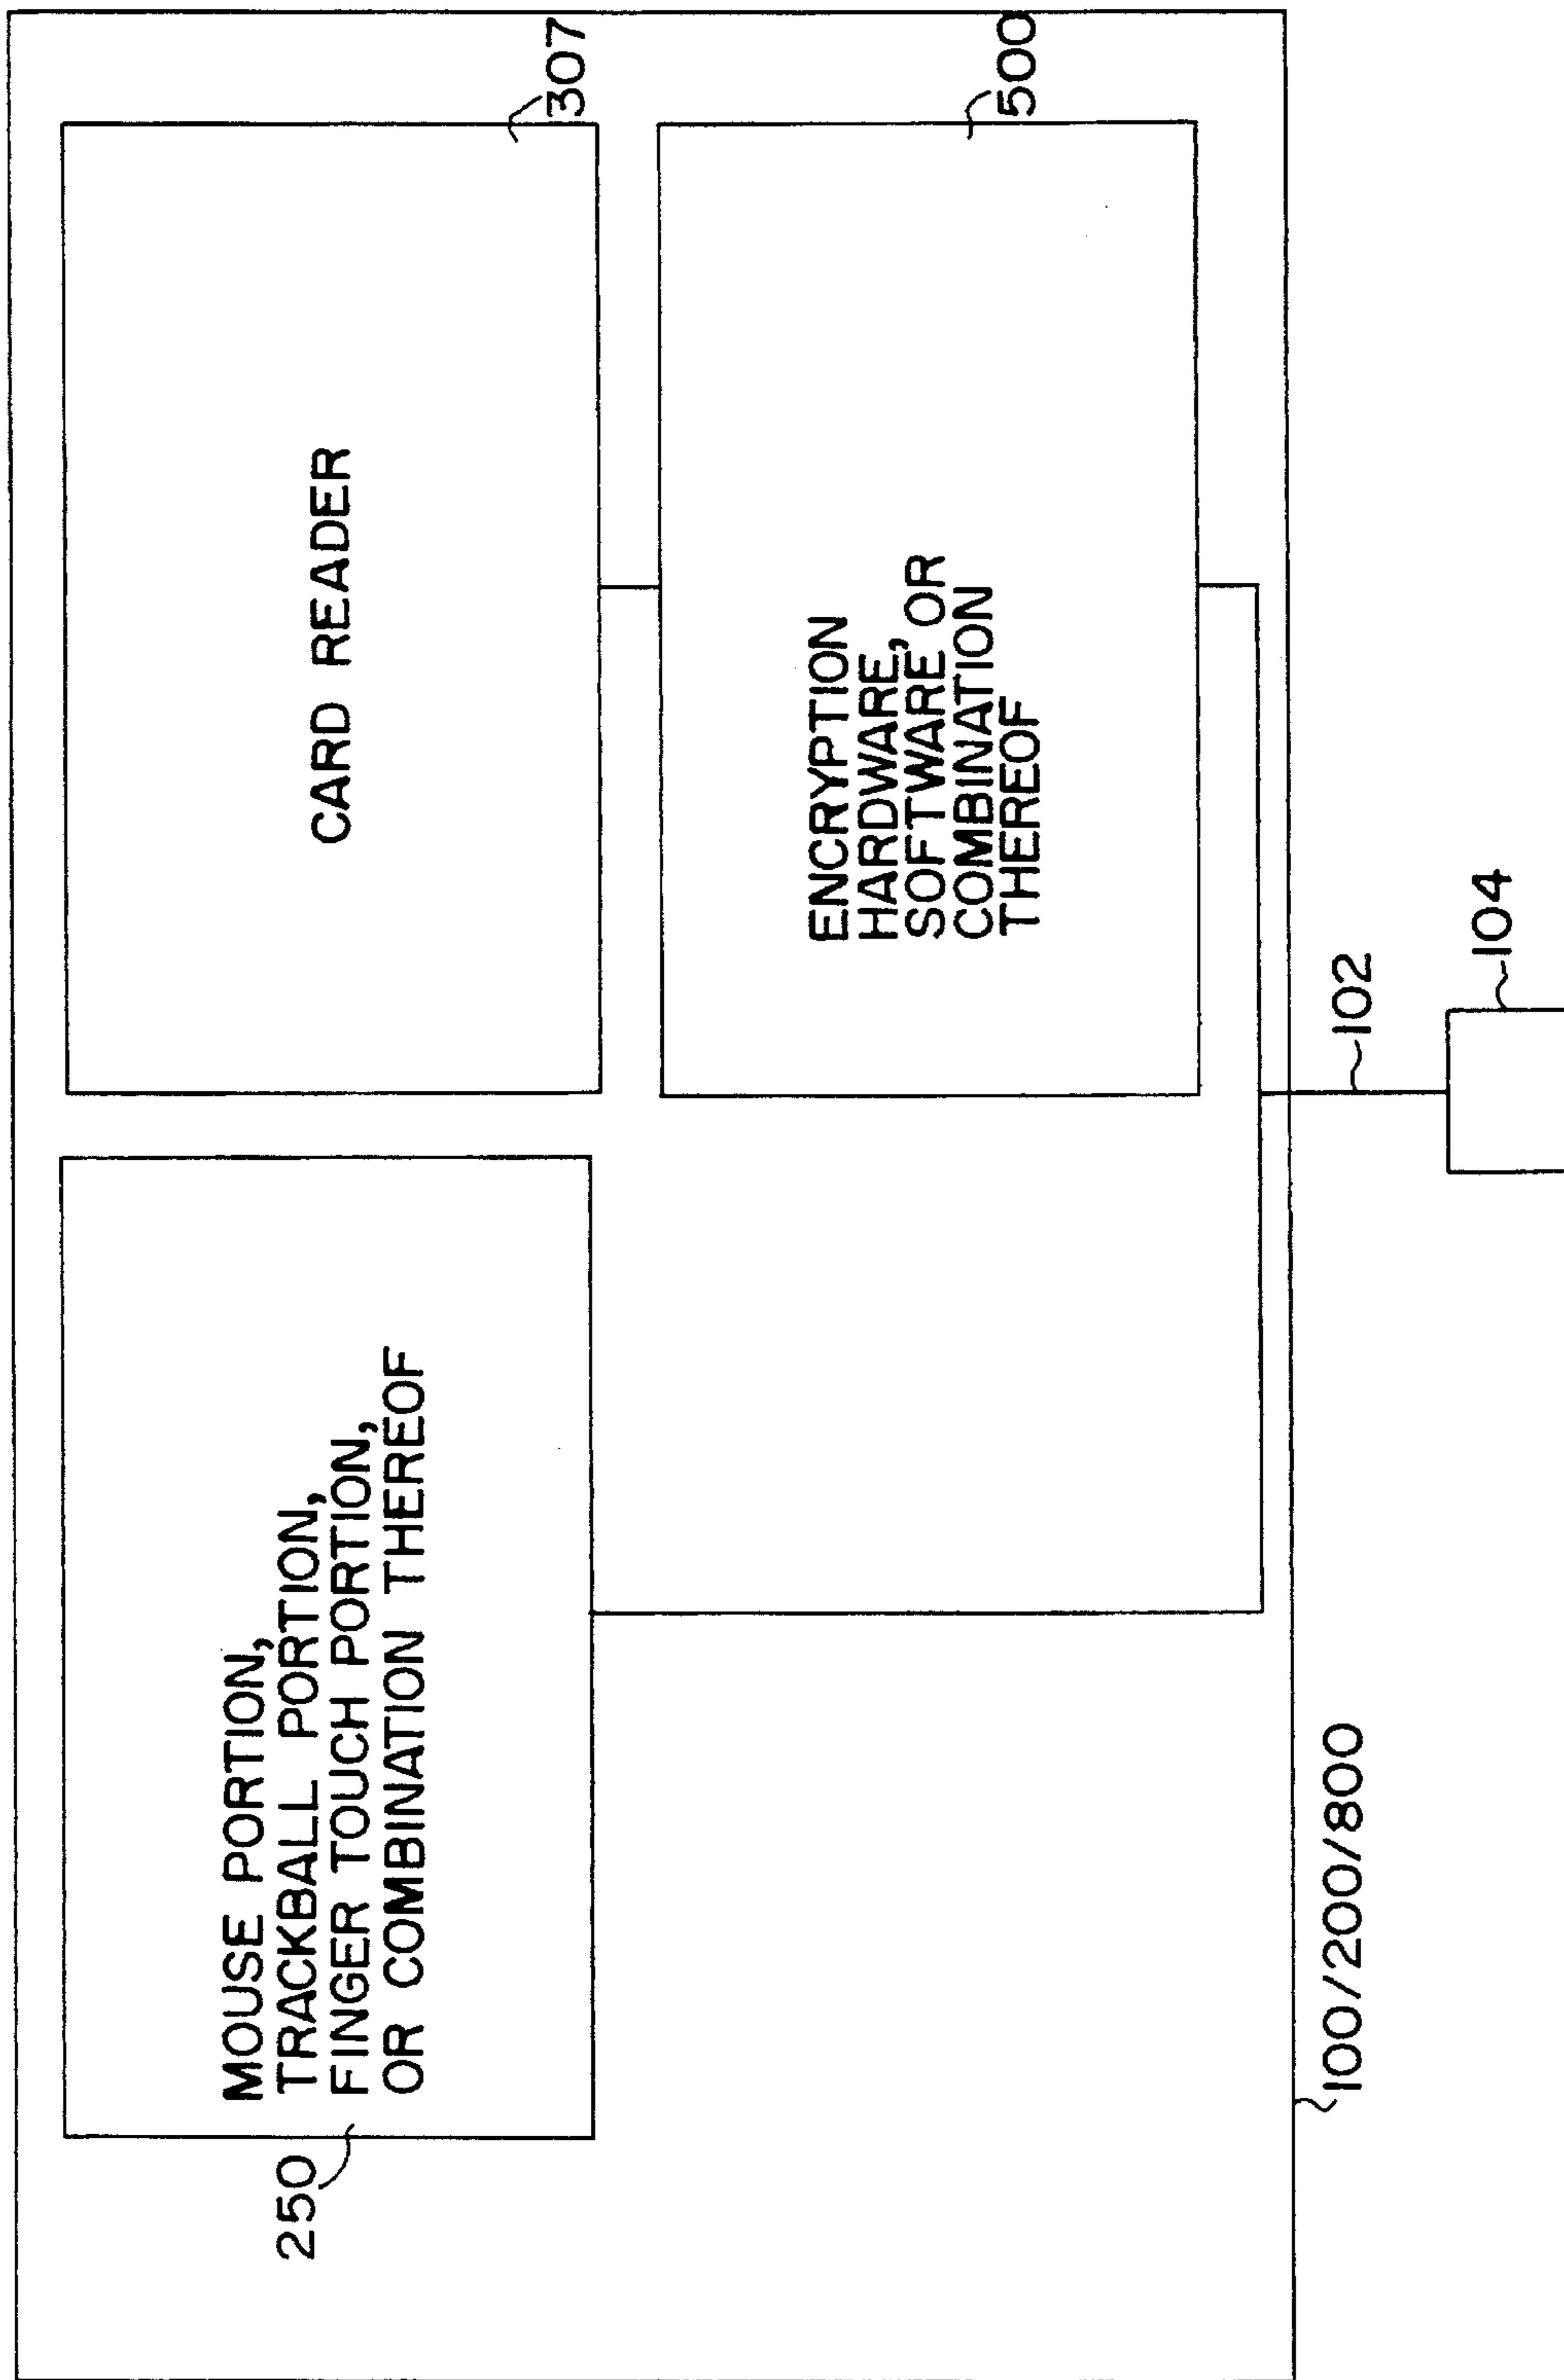 250
MOUSE PORTION,
TRACKBALL PORTION,
FINGER TOUCH PORTION,
OR COMBINATION THEREOF
CARD READER
307
ENCRYPTION
HARDWARE,
SOFTWARE OR
COMBINATION
THEREOF
500
100/200/800
102
104